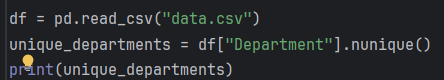 df = pd.read_csv("data.csv")
unique_departments = df["Department"].nunique()
print(unique_departments)